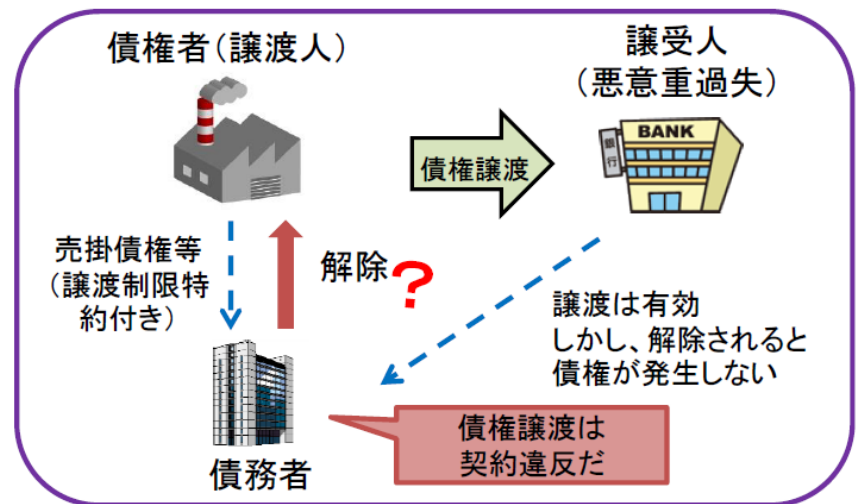 債権者（譲渡人）
譲受人
（悪意重過失）
BANK
銀行
債権譲渡
売掛債権等
（譲渡制限特
約付き）
解除?
譲渡は有効
しかし、解除されると
債権が発生しない
債権譲渡は
契約違反だ
債務者